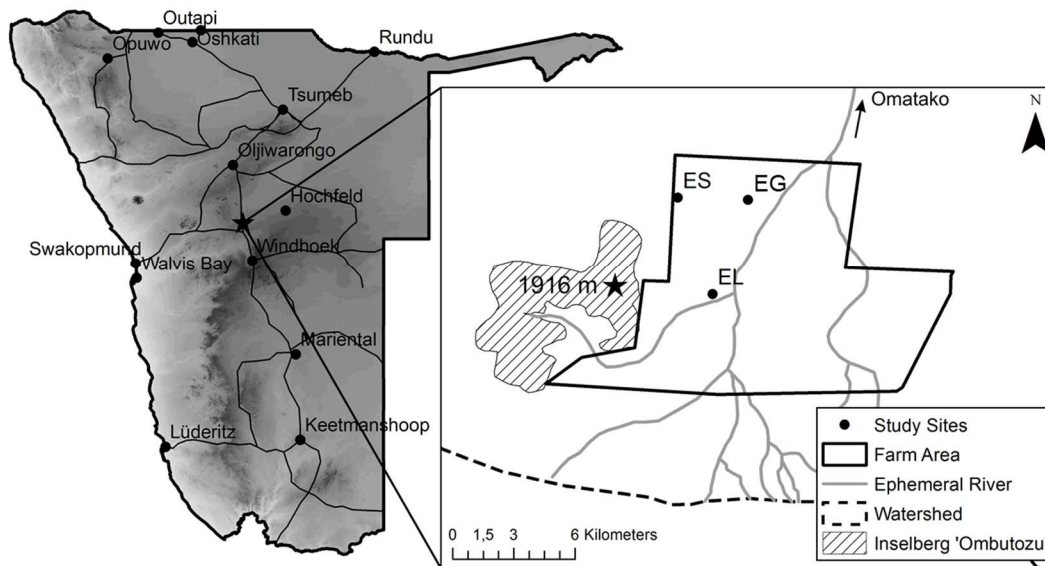 Outapi
Oshkati
Opuwo
Rundu
Tsumeb
Oljiwarongo
Hochfeld
Swakopmund
Walvis Bay
Windhoek
Mariental
Keetmanshoop
Lüderitz
Omatako
N
ES
EG
1916 m
EL
Study Sites
Farm Area
Ephemeral River
Watershed
Inselberg 'Ombutozu'
0 1,5 3 6 Kilometers